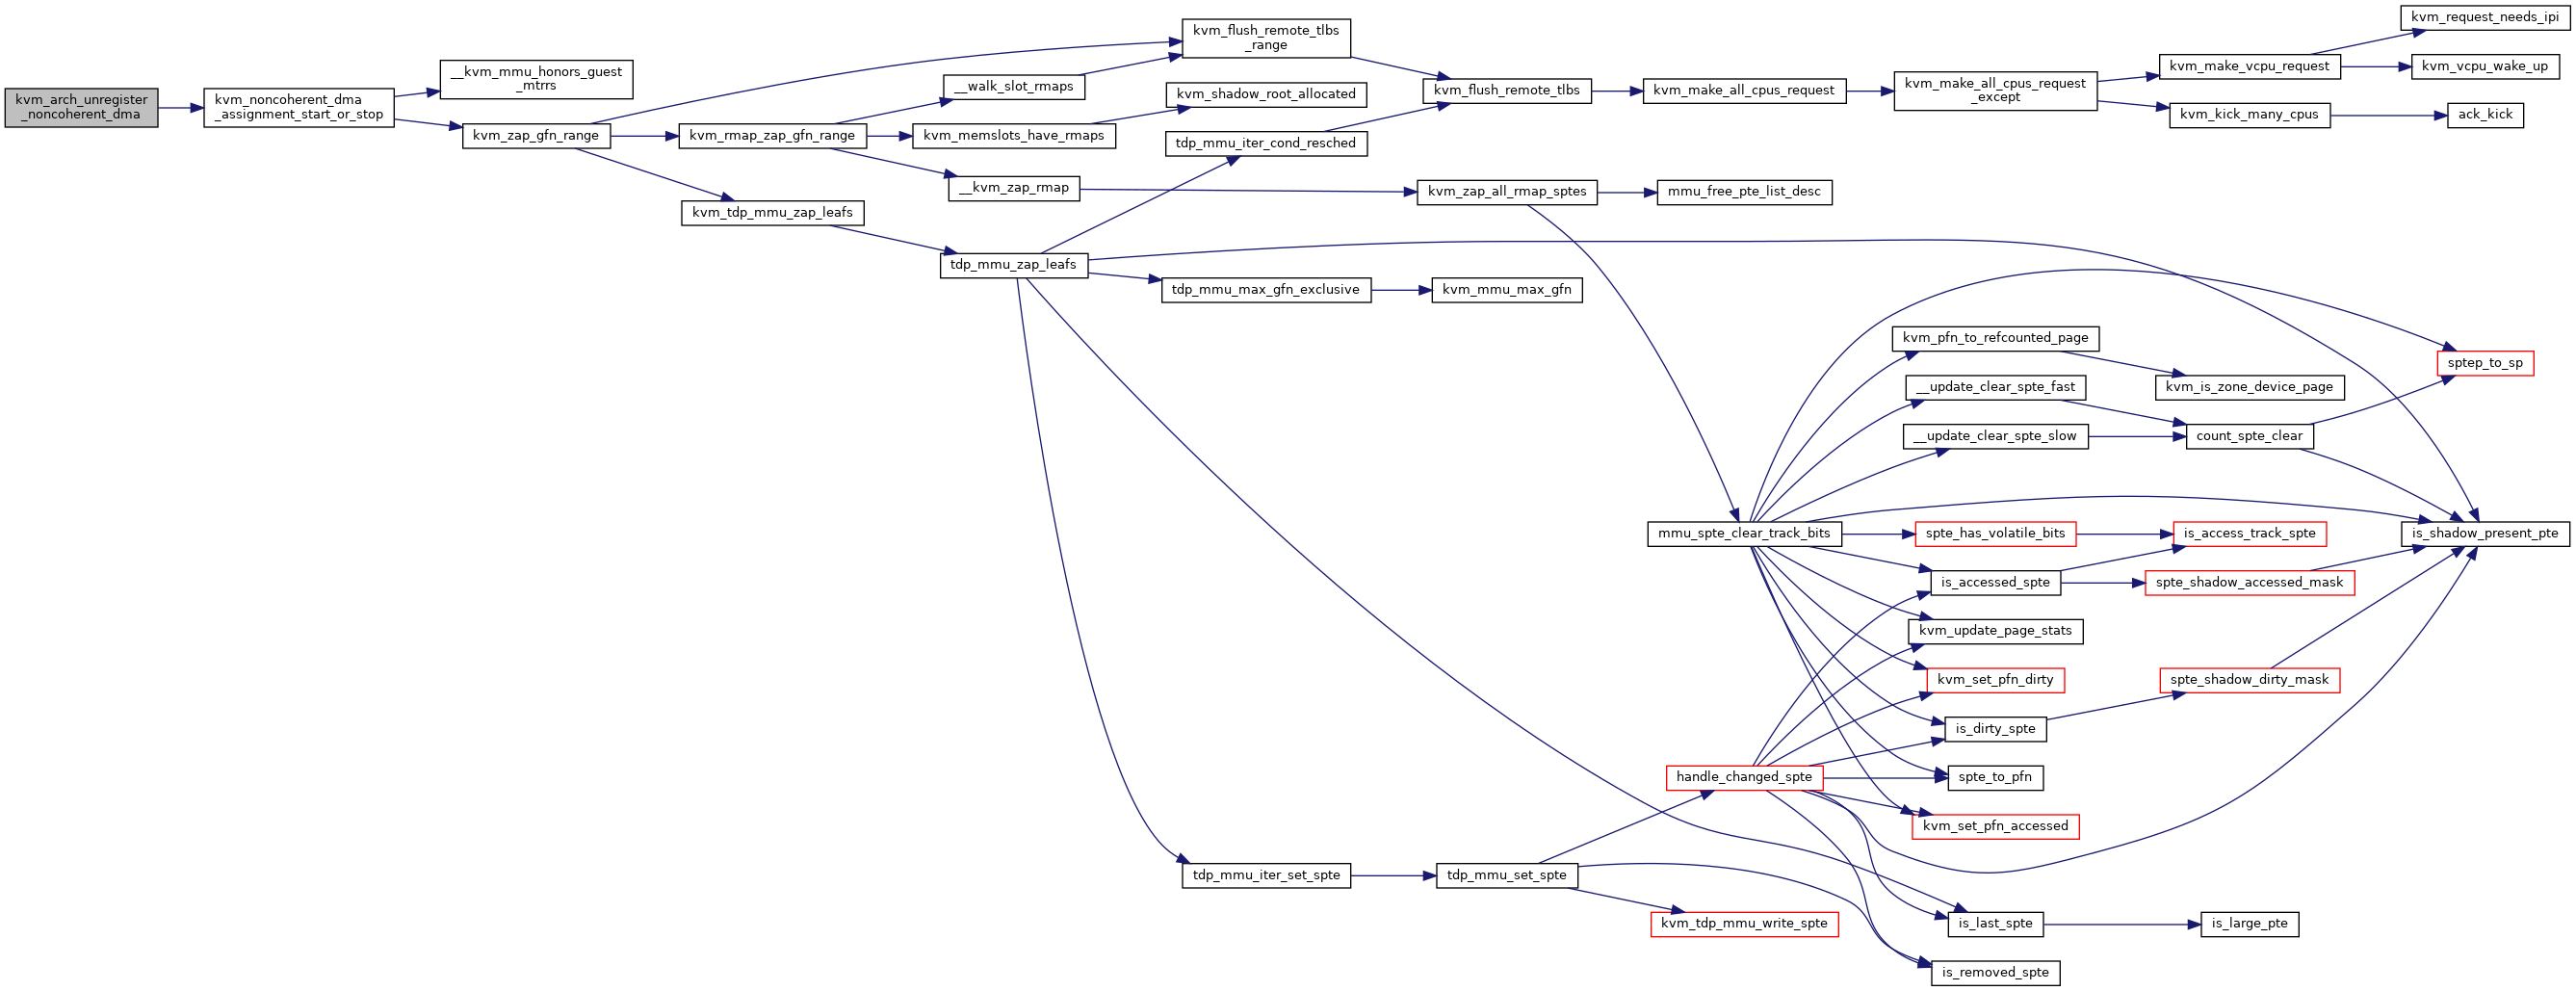 kvm_arch_unregister
_noncoherent_dma
kvm_noncoherent_dma
_assignment_start_or_stop
__kvm_mmu_honors_guest
_mtrrs
kvm_zap_gfn_range
kvm_flush_remote_tlbs
_range
__walk_slot_rmaps
kvm_shadow_root_allocated
kvm_rmap_zap_gfn_range
kvm_memslots_have_rmaps
tdp_mmu_iter_cond_resched
__kvm_zap_rmap
kvm_tdp_mmu_zap_leafs
kvm_flush_remote_tlbs
kvm_make_all_cpus_request
kvm_make_all_cpus_request
_except
kvm_request_needs_ipi
kvm_make_vcpu_request
kvm_vcpu_wake_up
kvm_kick_many_cpus
ack_kick
kvm_zap_all_rmap_sptes
mmu_free_pte_list_desc
tdp_mmu_zap_leafs
tdp_mmu_max_gfn_exclusive
kvm_mmu_max_gfn
kvm_pfn_to_refcounted_page
sptep_to_sp
__update_clear_spte_fast
kvm_is_zone_device_page
__update_clear_spte_slow
count_spte_clear
mmu_spte_clear_track_bits
spte_has_volatile_bits
is_access_track_spte
is_shadow_present_pte
is_accessed_spte
spte_shadow_accessed_mask
kvm_update_page_stats
kvm_set_pfn_dirty
spte_shadow_dirty_mask
is_dirty_spte
handle_changed_spte
spte_to_pfn
kvm_set_pfn_accessed
tdp_mmu_iter_set_spte
tdp_mmu_set_spte
kvm_tdp_mmu_write_spte
is_last_spte
is_large_pte
is_removed_spte